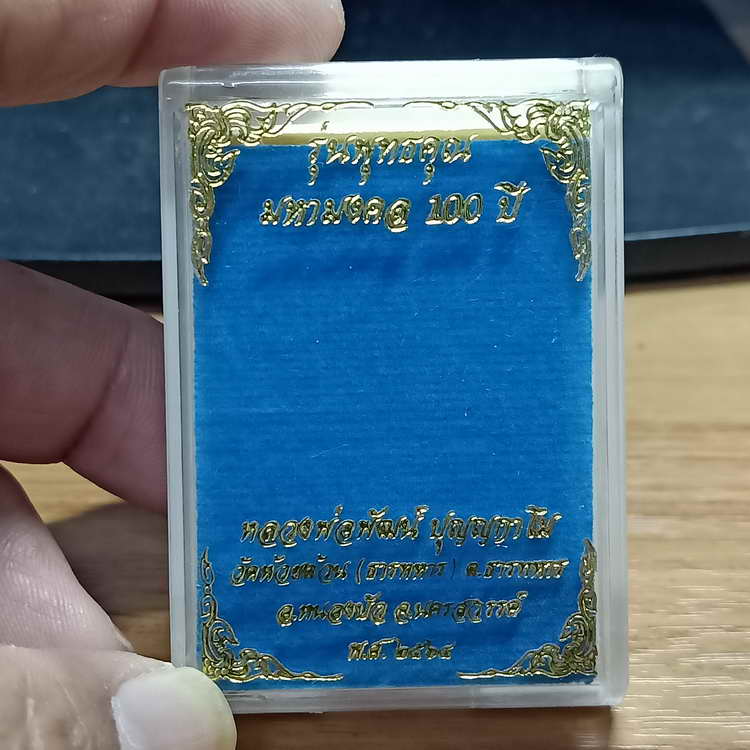 รุ่นพุทธคุณ
มหามงคล 100 ปี
หลวงพ่อพัฒน์ ปุญญกาโม
วัดห้วยด้วน (ธารทหาร) ต.ธารทหาร
อ.หนองบัว จ.นครสวรรค์
พ.ศ. ๒๕๖๕